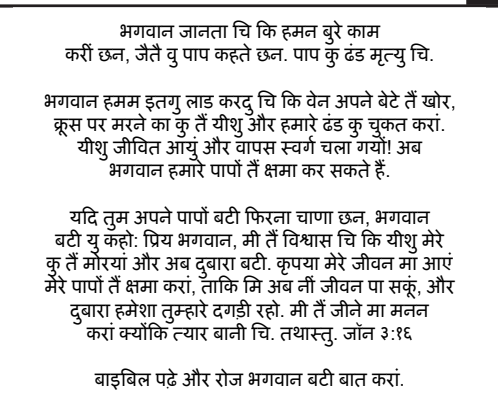 भगवान जानता चि कि हमन बुरे काम
करीं छन, जैतै वु पाप कहते छन. पाप कु ढंड मृत्यु चि.
भगवान हमम इतगु लाड करदु चि कि वेन अपने बेटे तैं खोर,
क्रूस पर मरने का कु तैं यीशु और हमारे ढंड कु चुकत करां.
यीशु जीवित आयुं और वापस स्वर्ग चला गयों! अब
भगवान हमारे पापों तैं क्षमा कर सकते हैं.
यदि तुम अपने पापों बटी फिरना चाणा छन, भगवान
बटी यु कहो: प्रिय भगवान, मी तैं विश्वास चि कि यीशु मेरे
कु तैं मोरयां और अब दुबारा बटी. कृपया मेरे जीवन मा आएं
मेरे पापों तैं क्षमा करां, ताकि मि अब नीं जीवन पा सकूं, और
दुबारा हमेशा तुम्हारे दगड़ी रहो. मी तैं जीने मा मनन
करां क्योंकि त्यार बानी चि. तथास्तु. जॉन ३:१६
बाइबिल पढ़े और रोज भगवान बटी बात करां.